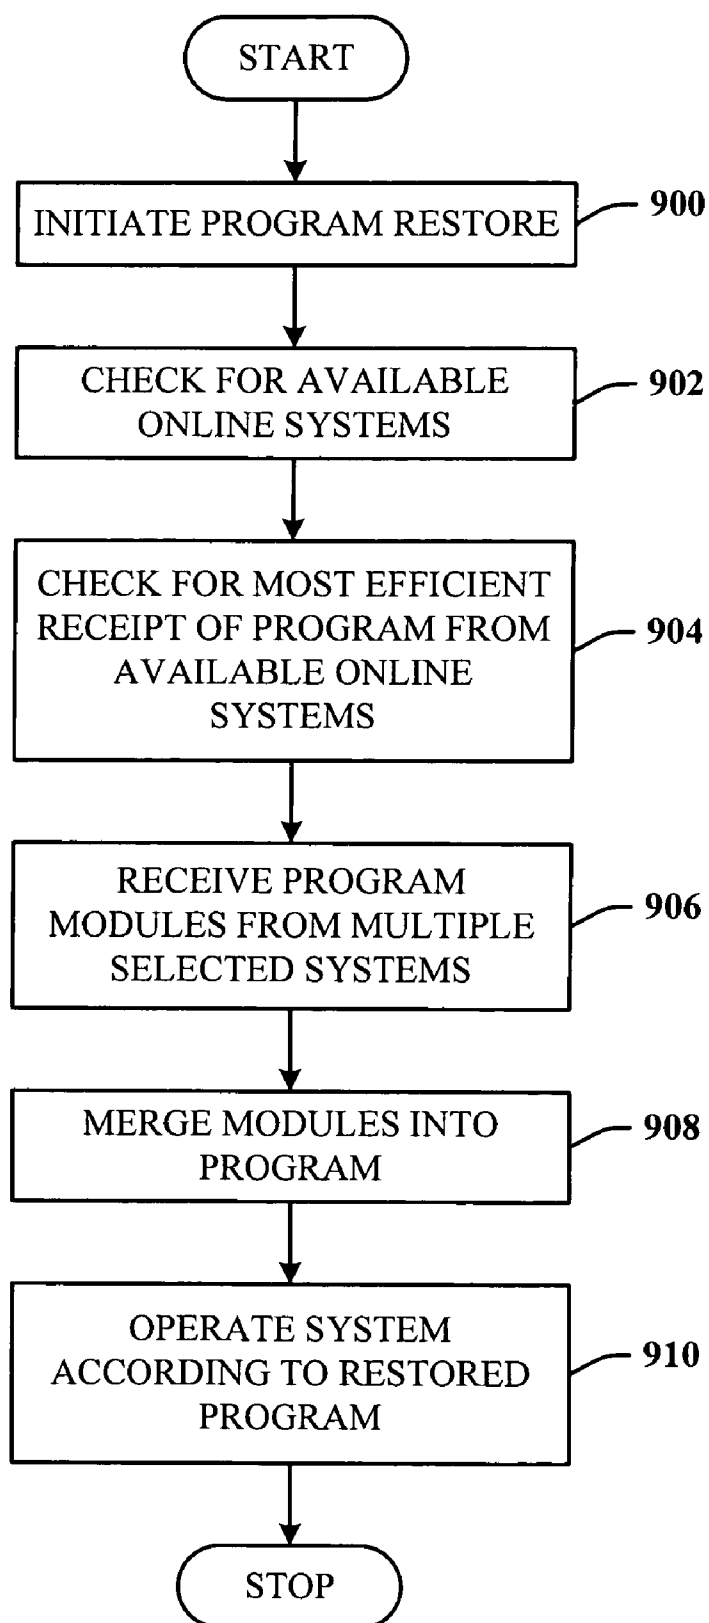 START
INITIATE PROGRAM RESTORE
900
CHECK FOR AVAILABLE
ONLINE SYSTEMS
902
CHECK FOR MOST EFFICIENT
RECEIPT OF PROGRAM FROM
AVAILABLE ONLINE
SYSTEMS
904
RECEIVE PROGRAM
MODULES FROM MULTIPLE
SELECTED SYSTEMS
906
MERGE MODULES INTO
PROGRAM
908
OPERATE SYSTEM
ACCORDING TO RESTORED
PROGRAM
910
STOP